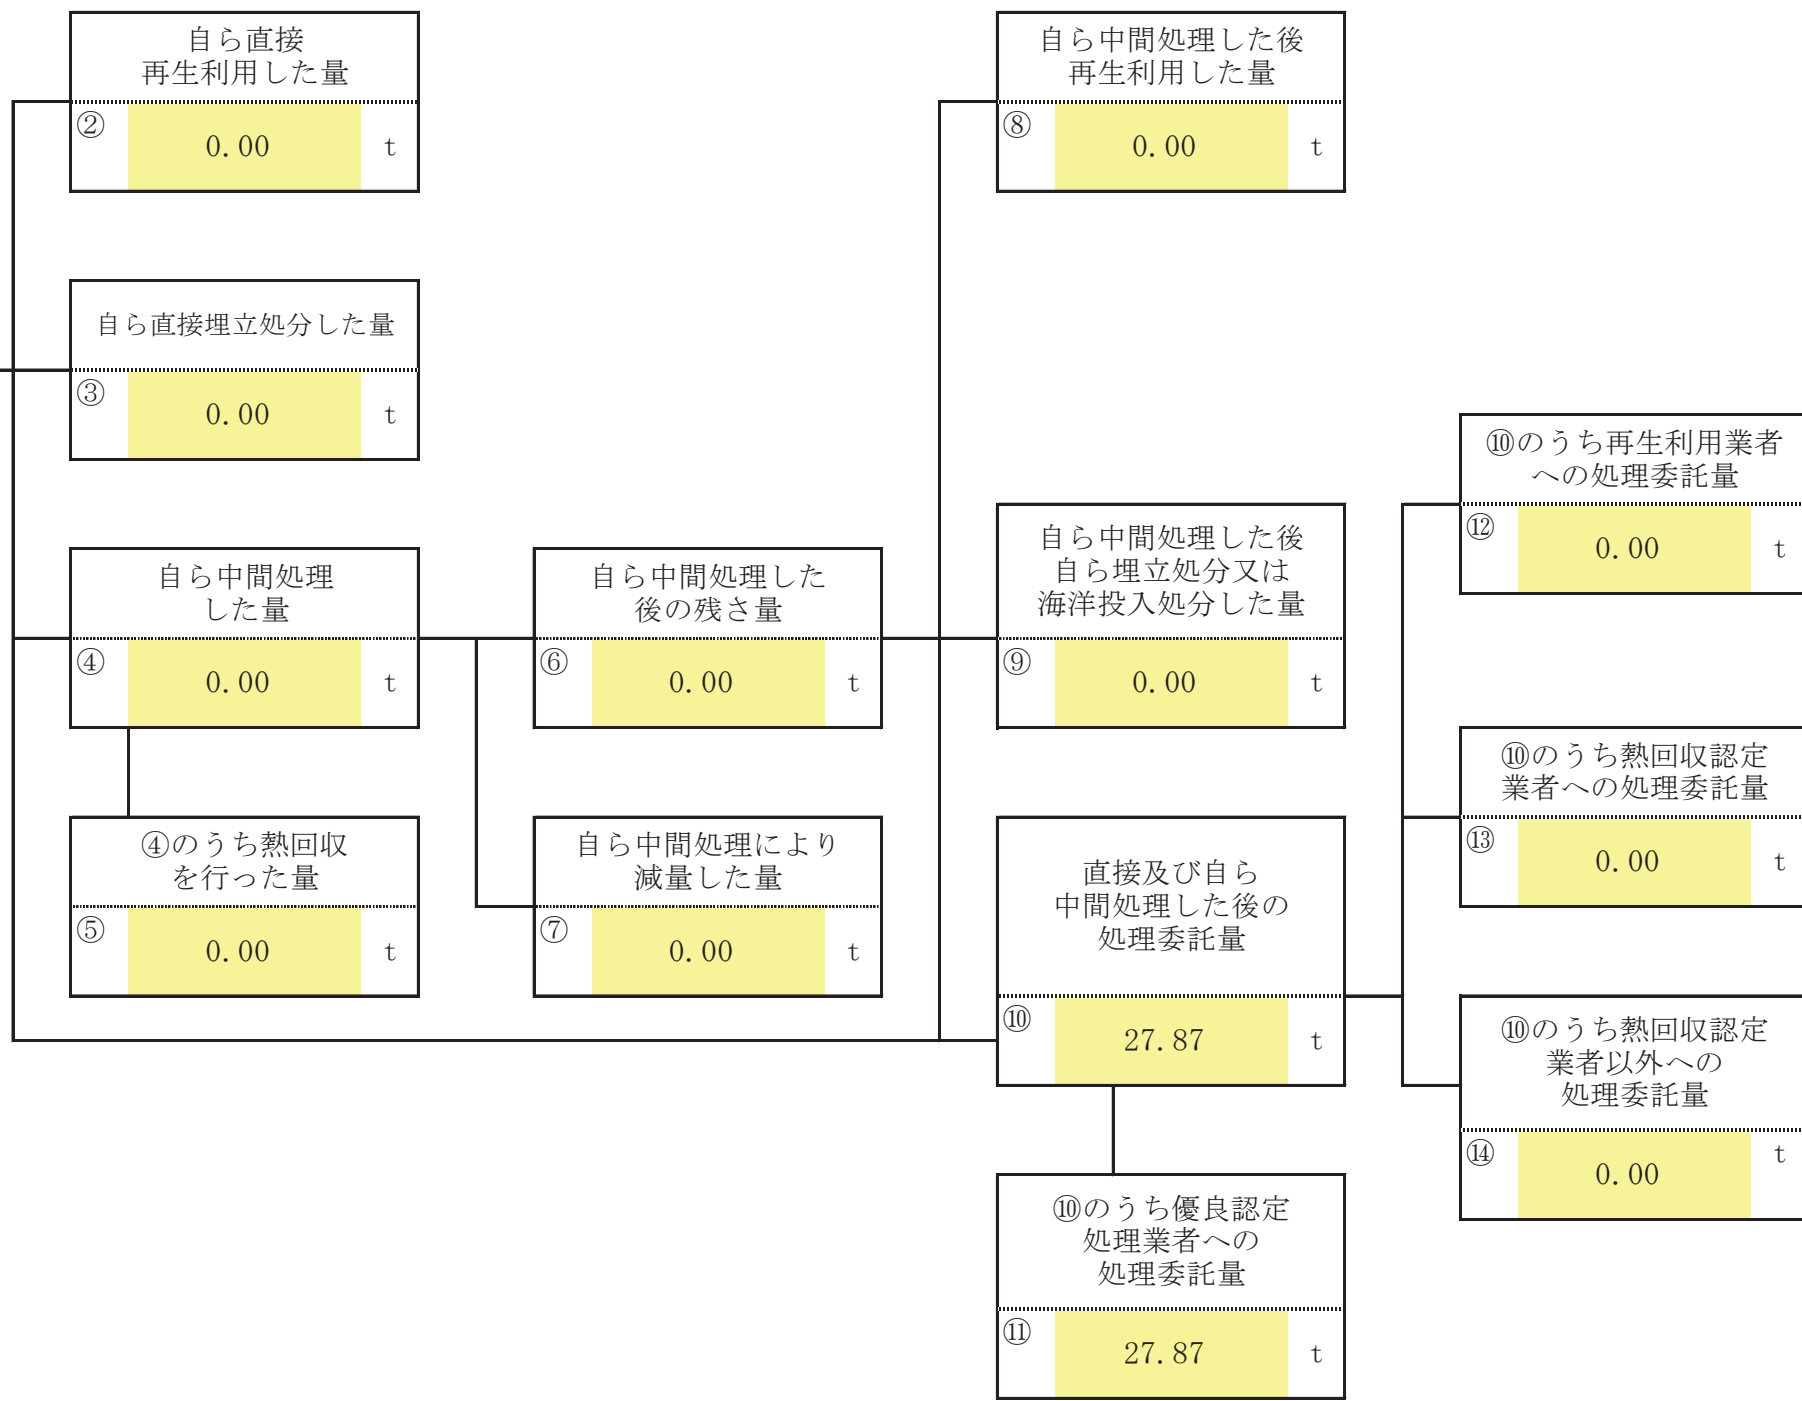 自ら直接
再生利用した量
②
0.00
t
自ら中間処理した後
再生利用した量
⑧
0.00
t
自ら直接埋立処分した量
③
0.00
t
⑩のうち再生利用業者
への処理委託量
⑫
0.00
t
自ら中間処理
した量
④
0.00
t
自ら中間処理した
後の残さ量
⑥
0.00
t
自ら中間処理した後
自ら埋立処分又は
海洋投入処分した量
⑨
0.00
t
⑩のうち熱回収認定
業者への処理委託量
⑬
0.00
t
④のうち熱回収
を行った量
⑤
0.00
t
自ら中間処理により
減量した量
⑦
0.00
t
直接及び自ら
中間処理した後の
処理委託量
⑩
27.87
t
⑩のうち熱回収認定
業者以外への
処理委託量
⑭
0.00
t
⑩のうち優良認定
処理業者への
処理委託量
⑪
27.87
t